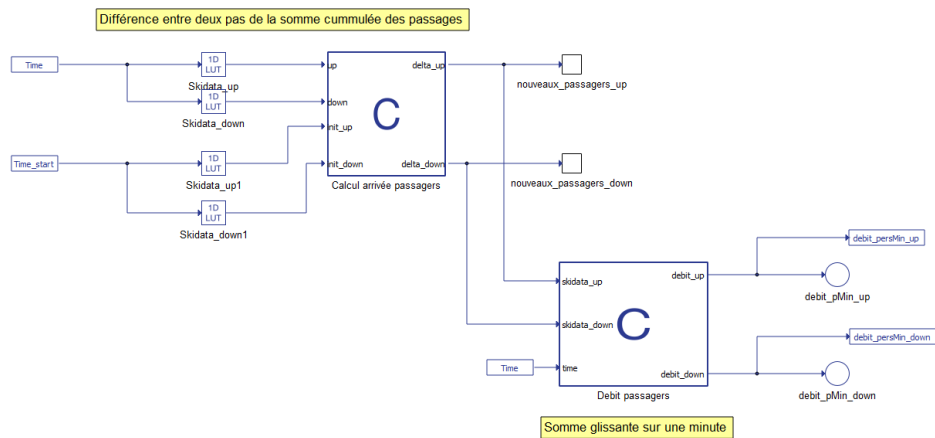 Différence entre deux pas de la somme cummulée des passages
Time
1D
LUT
Skidata_up
1D
LUT
Skidata_down
Time_start
1D
LUT
Skidata_up1
1D
LUT
Skidata_down1
up
down
init_up
init_down
C
delta_up
delta_down
Calcul arrivée passagers
nouveaux_passagers_up
nouveaux_passagers_down
skidata_up
skidata_down
Time
time
C
debit_up
debit_down
Debit passagers
debit_persMin_up
debit_pMin_up
debit_persMin_down
debit_pMin_down
Somme glissante sur une minute